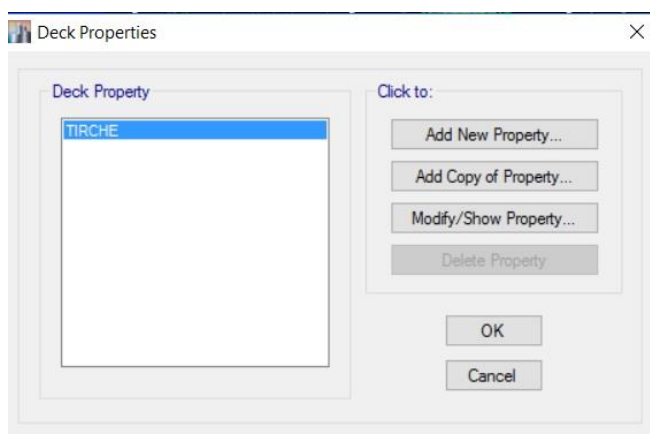 Deck Properties
Deck Property
TIRCHE
Click to:
Add New Property...
Add Copy of Property...
Modify/Show Property...
Delete Property
OK
Cancel